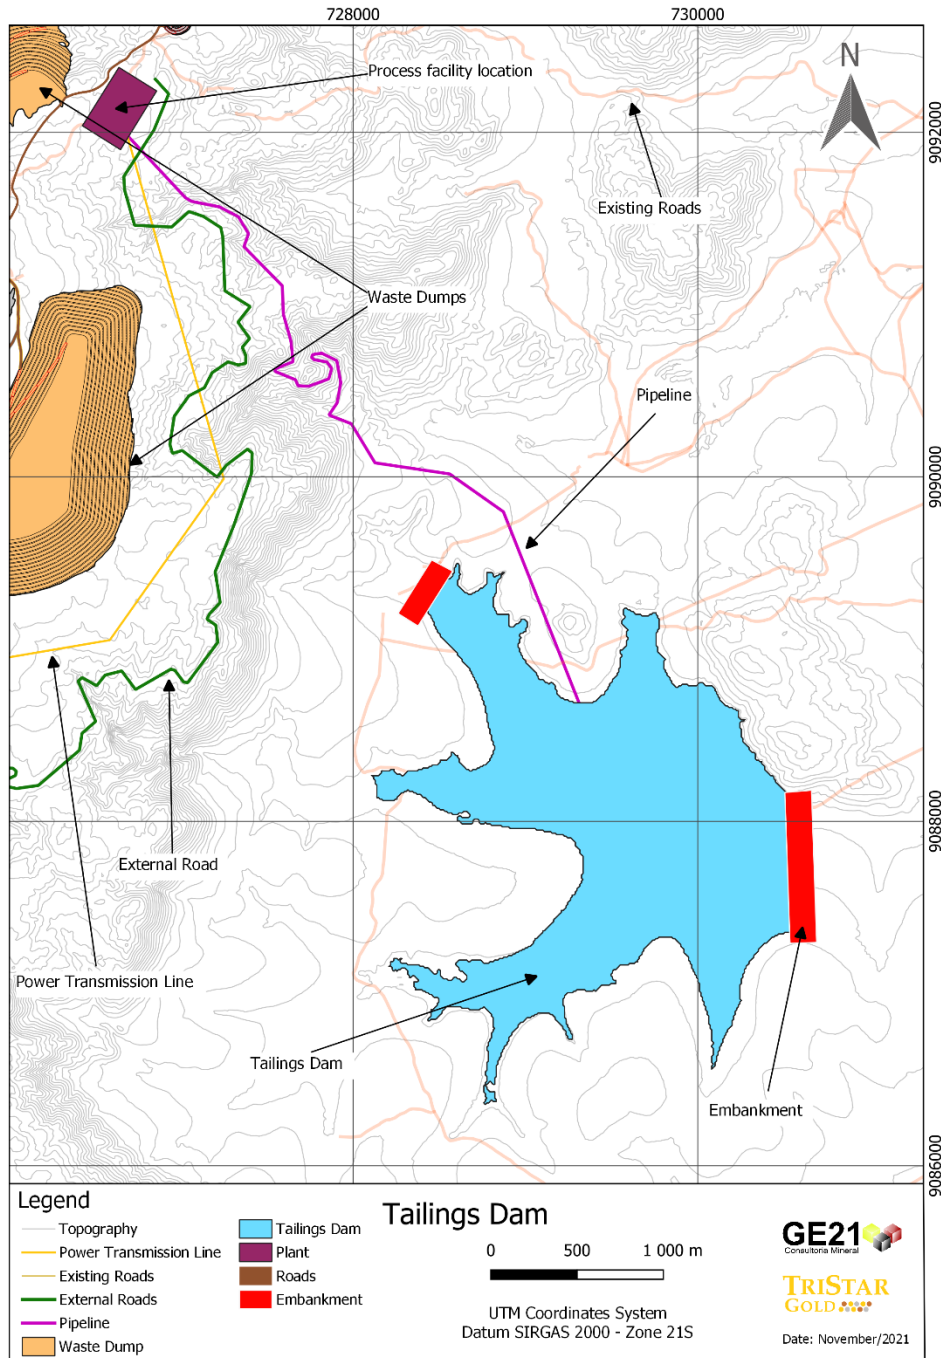 728000
730000
Process facility location
N
9092000
Existing Roads
Waste Dumps
Pipeline
9090000
9088000
External Road
Power Transmission Line
Tailings Dam
Embankment
9086000
Legend
Topography
Power Transmission Line
Existing Roads
External Roads
Pipeline
Waste Dump
Tailings Dam
Plant
Roads
Embankment
Tailings Dam
0 500 1 000 m
UTM Coordinates System
Datum SIRGAS 2000 - Zone 21S
GE21
Consultoria Mineral
TRISTAR
GOLD
Date: November/2021